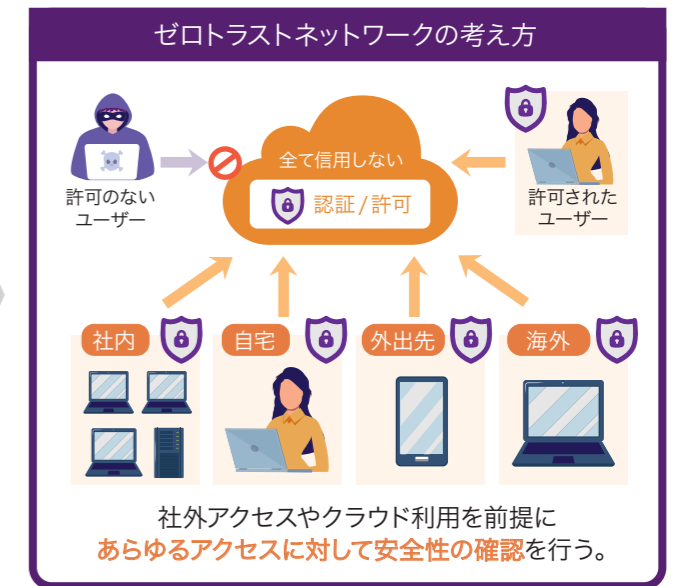 ゼロトラストネットワークの考え方
全て信用しない
認証/許可
許可のない
ユーザー
許可された
ユーザー
社内
自宅
外出先
海外
社外アクセスやクラウド利用を前提に
あらゆるアクセスに対して安全性の確認を行う。